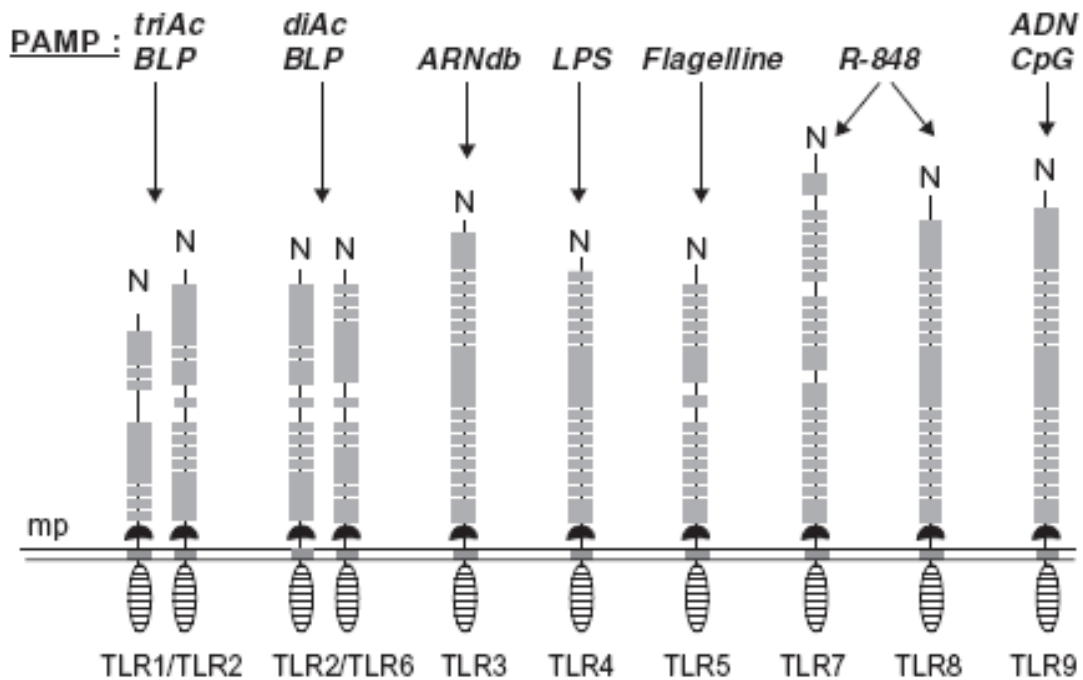 PAMP :
triAc
BLP
diAc
BLP
ARNdb
LPS
Flagelline
R-848
ADN
CpG
N
N
N
N
N
N
N
N
N
N
mp
TLR1/TLR2
TLR2/TLR6
TLR3
TLR4
TLR5
TLR7
TLR8
TLR9